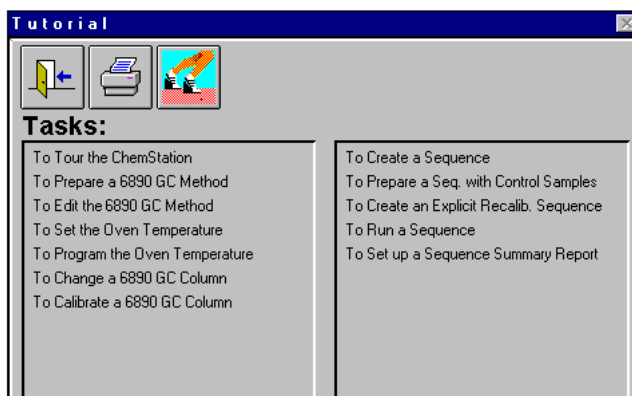 Tutorial
Tasks:
To Tour the ChemStation
To Prepare a 6890 GC Method
To Edit the 6890 GC Method
To Set the Oven Temperature
To Program the Oven Temperature
To Change a 6890 GC Column
To Calibrate a 6890 GC Column
To Create a Sequence
To Prepare a Seq. with Control Samples
To Create an Explicit Recalib. Sequence
To Run a Sequence
To Set up a Sequence Summary Report